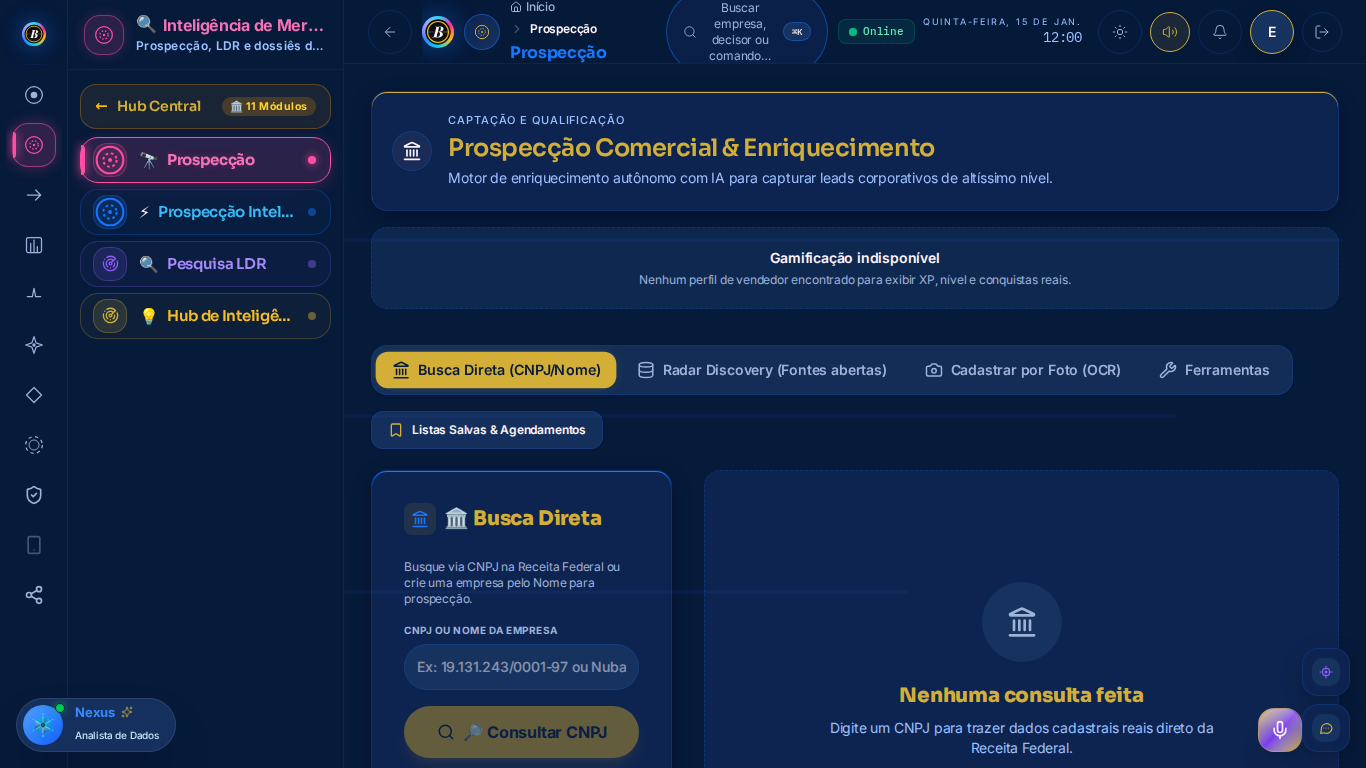 B
🔍 Inteligência de Mer...
Prospecção, LDR e dossiês d...
← Hub Central
🏛️ 11 Módulos
🔭 Prospecção
⚡ Prospecção Intel...
🔍 Pesquisa LDR
💡 Hub de Inteligê...
Nexus ✨
Analista de Dados
B
Início
Prospecção
Prospecção
Buscar
empresa,
decisor ou
comando...
⌘K
Online
QUINTA-FEIRA, 15 DE JAN.
12:00
E
CAPTAÇÃO E QUALIFICAÇÃO
Prospecção Comercial & Enriquecimento
Motor de enriquecimento autônomo com IA para capturar leads corporativos de altíssimo nível.
Gamificação indisponível
Nenhum perfil de vendedor encontrado para exibir XP, nível e conquistas reais.
Busca Direta (CNPJ/Nome)
Radar Discovery (Fontes abertas)
Cadastrar por Foto (OCR)
Ferramentas
Listas Salvas & Agendamentos
🏛️ Busca Direta
Busque via CNPJ na Receita Federal ou
crie uma empresa pelo Nome para
prospecção.
CNPJ OU NOME DA EMPRESA
Ex: 19.131.243/0001-97 ou Nuba
🔎 Consultar CNPJ
Nenhuma consulta feita
Digite um CNPJ para trazer dados cadastrais reais direto da
Receita Federal.